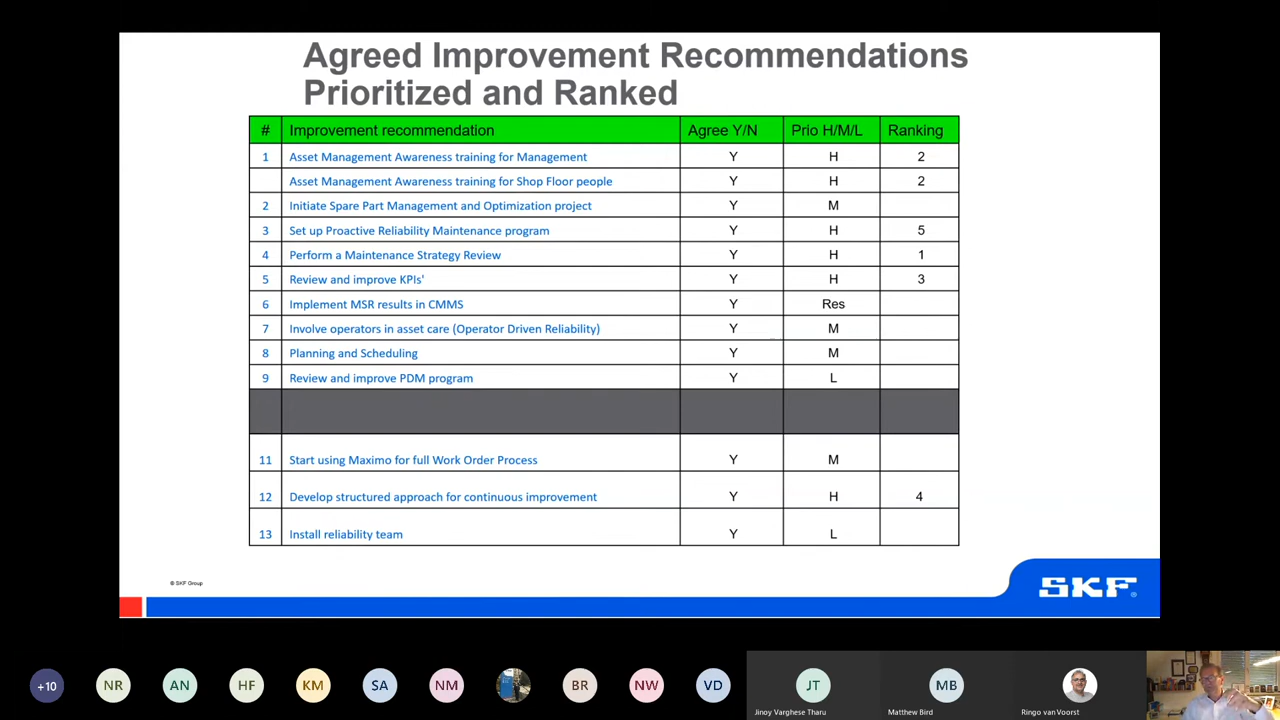 Agreed Improvement Recommendations
Prioritized and Ranked
# Improvement recommendation Agree Y/N Prio H/M/L Ranking
1 Asset Management Awareness training for Management Y H 2
Asset Management Awareness training for Shop Floor people Y H 2
2 Initiate Spare Part Management and Optimization project Y M
3 Set up Proactive Reliability Maintenance program Y H 5
4 Perform a Maintenance Strategy Review Y H 1
5 Review and improve KPIs' Y H 3
6 Implement MSR results in CMMS Y Res
7 Involve operators in asset care (Operator Driven Reliability) Y M
8 Planning and Scheduling Y M
9 Review and improve PDM program Y L
11 Start using Maximo for full Work Order Process Y M
12 Develop structured approach for continuous improvement Y H 4
13 Install reliability team Y L
© SKF Group
SKF®
+10 NR AN HF KM SA NM BR NW VD JT MB
Jinoy Varghese Tharu Matthew Bird Ringo van Voorst